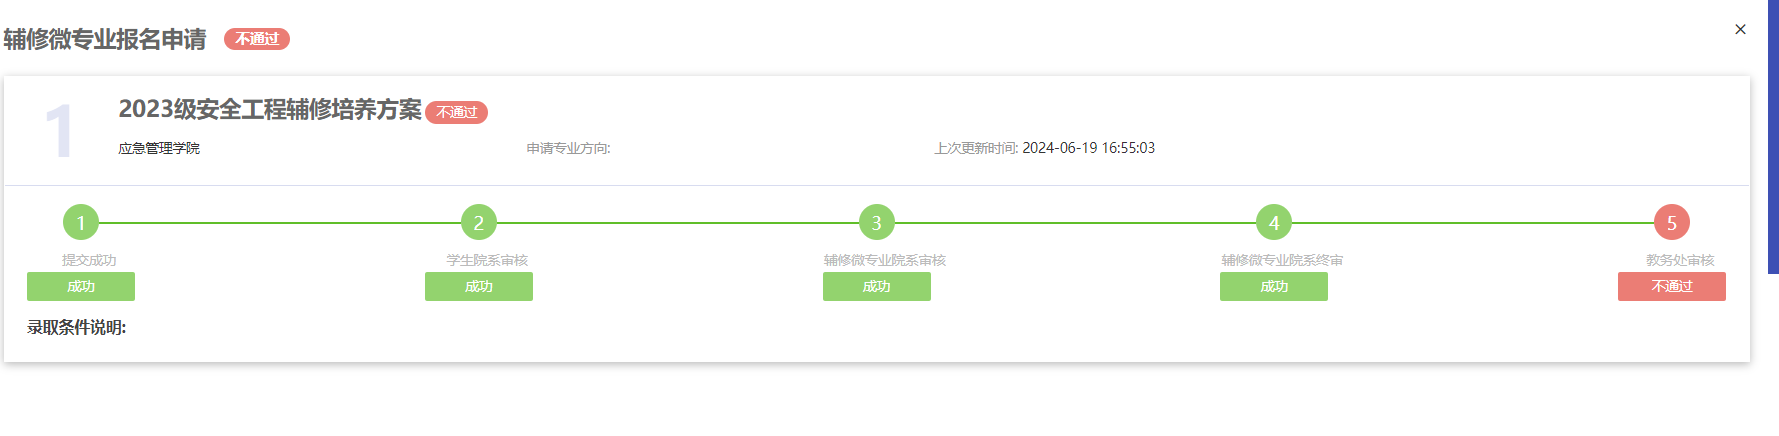 辅修微专业报名申请 不通过
×
1
2023级安全工程辅修培养方案 不通过
应急管理学院 申请专业方向: 上次更新时间: 2024-06-19 16:55:03
1 2 3 4 5
提交成功 学生院系审核 辅修微专业院系审核 辅修微专业院系终审 教务处审核
成功 成功 成功 成功 不通过
录取条件说明: